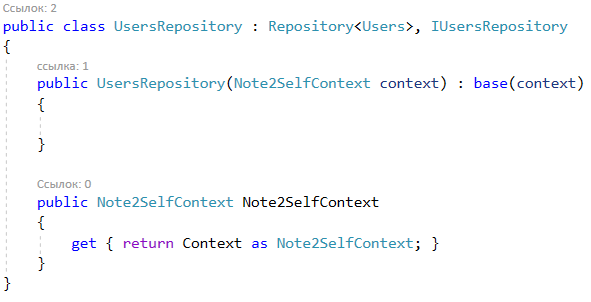 Ссылок: 2
public class UsersRepository : Repository<Users>, IUsersRepository
{
ссылка: 1
public UsersRepository(Note2SelfContext context) : base(context)
{
}
Ссылок: 0
public Note2SelfContext Note2SelfContext
{
get { return Context as Note2SelfContext; }
}
}